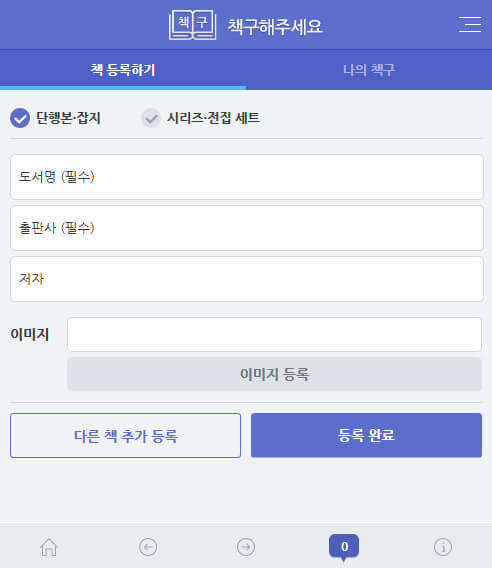 책 구 책구해주세요
책 등록하기 나의 책구
단행본·잡지 시리즈·전집 세트
도서명 (필수)
출판사 (필수)
저자
이미지
이미지 등록
다른 책 추가 등록 등록 완료
0